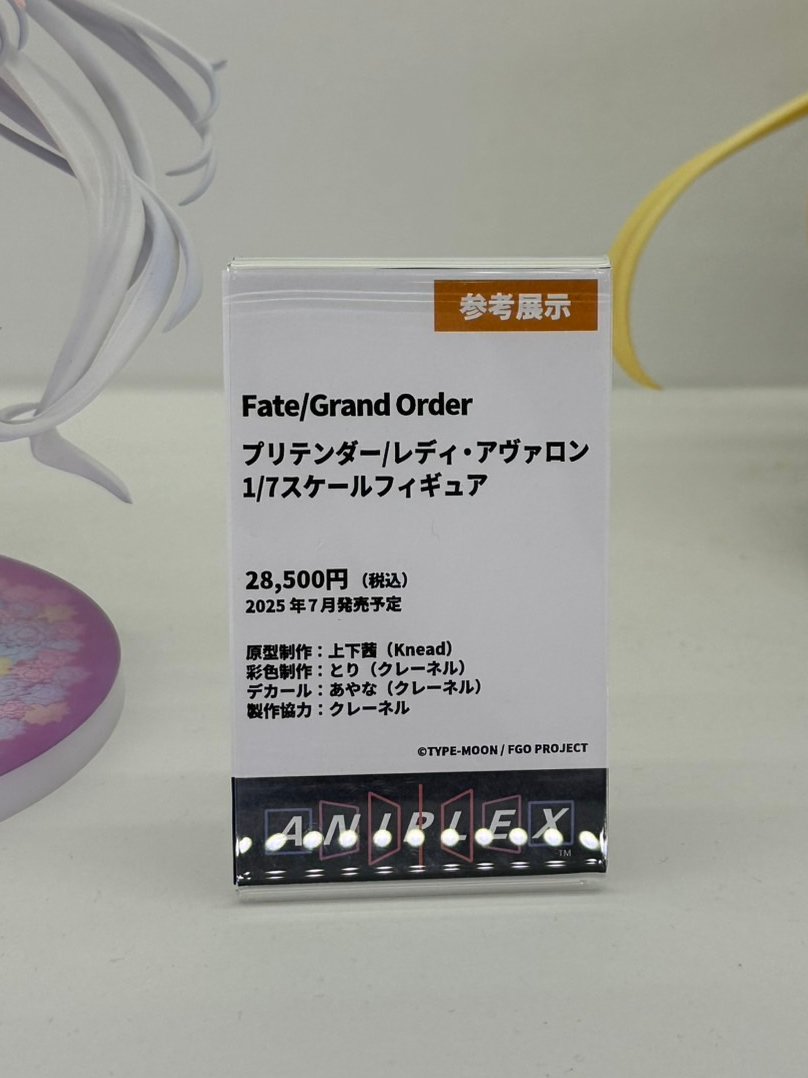 参考展示
Fate/Grand Order
プリテンダー/レディ・アヴァロン
1/7スケールフィギュア
28,500円（税込）
2025年7月発売予定
原型制作：上下茜（Knead）
彩色制作：とり（クレーネル）
デカール：あやな（クレーネル）
製作協力：クレーネル
©TYPE-MOON / FGO PROJECT
ANIPLEX
TM